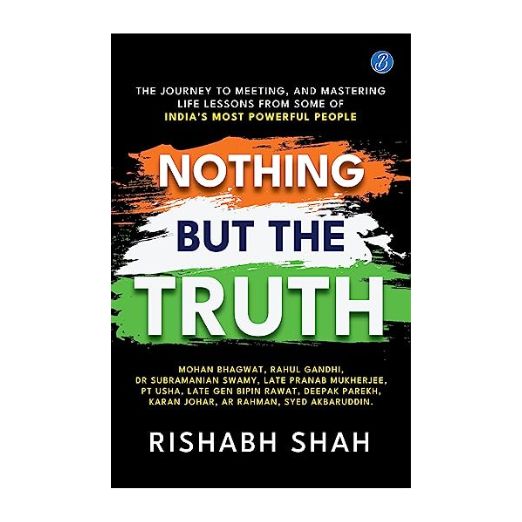 B
THE JOURNEY TO MEETING, AND MASTERING
LIFE LESSONS FROM SOME OF
INDIA'S MOST POWERFUL PEOPLE
NOTHING
BUT THE
TRUTH
MOHAN BHAGWAT, RAHUL GANDHI,
DR SUBRAMANIAN SWAMY, LATE PRANAB MUKHERJEE,
PT USHA, LATE GEN BIPIN RAWAT, DEEPAK PAREKH,
KARAN JOHAR, AR RAHMAN, SYED AKBARUDDIN.
RISHABH SHAH